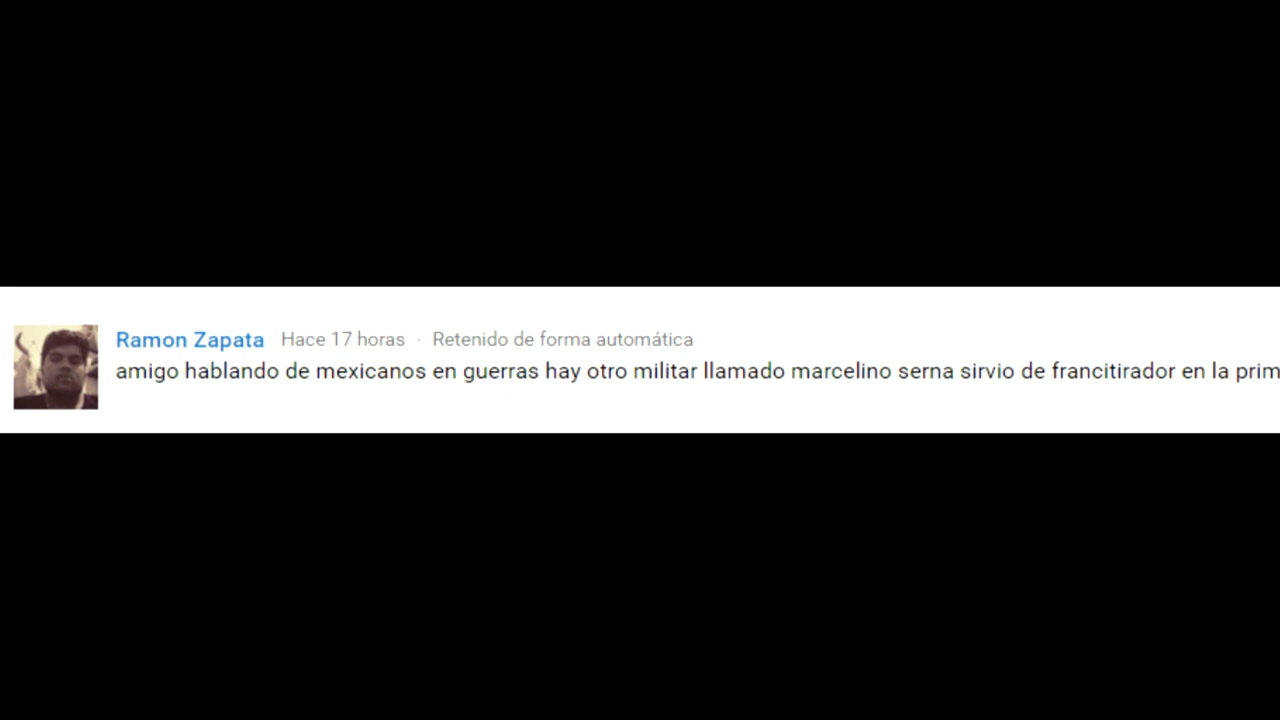 Ramon Zapata Hace 17 horas · Retenido de forma automática
amigo hablando de mexicanos en guerras hay otro militar llamado marcelino serna sirvio de francitirador en la prim